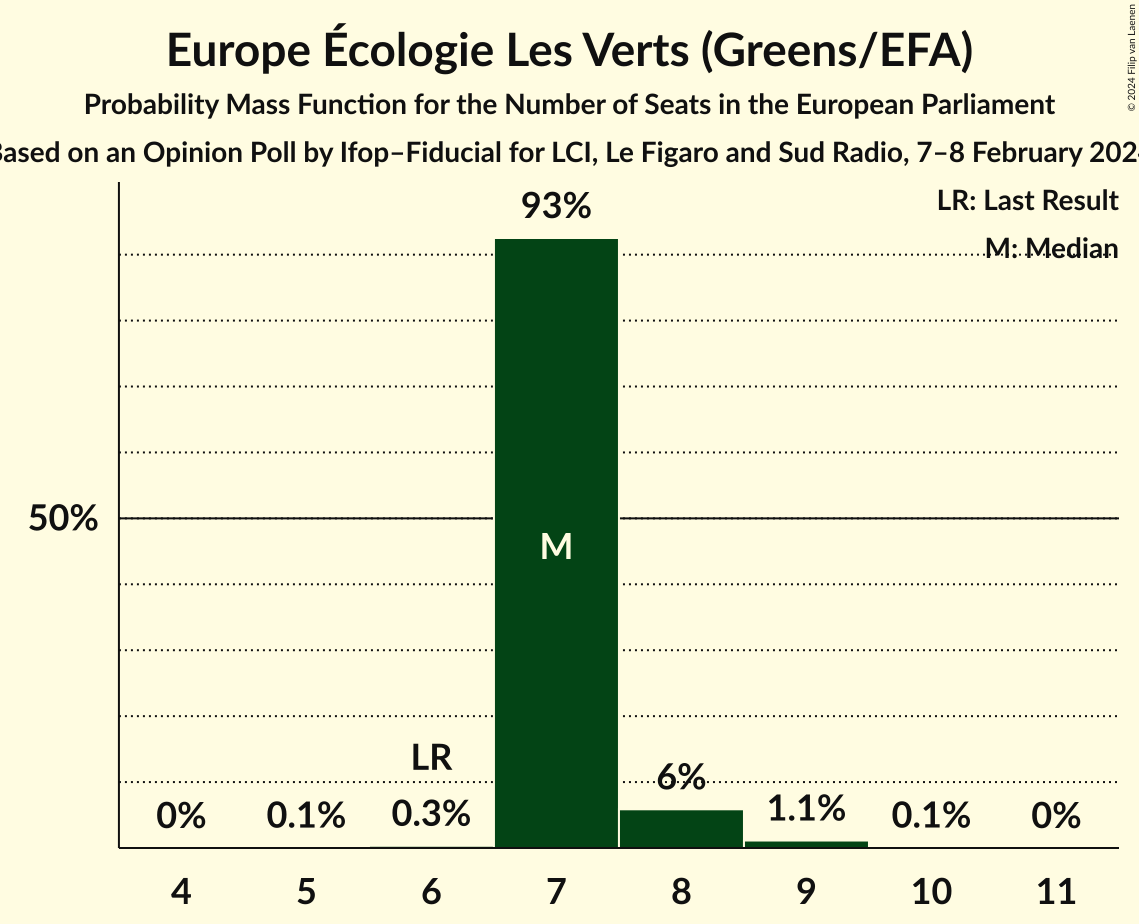 Europe Écologie Les Verts (Greens/EFA)
Probability Mass Function for the Number of Seats in the European Parliament
Based on an Opinion Poll by Ifop–Fiducial for LCI, Le Figaro and Sud Radio, 7–8 February 2024
© 2024 Filip van Laenen
LR: Last Result
M: Median
93%
50%
M
LR
0% 0.1% 0.3% 6% 1.1% 0.1% 0%
4 5 6 7 8 9 10 11